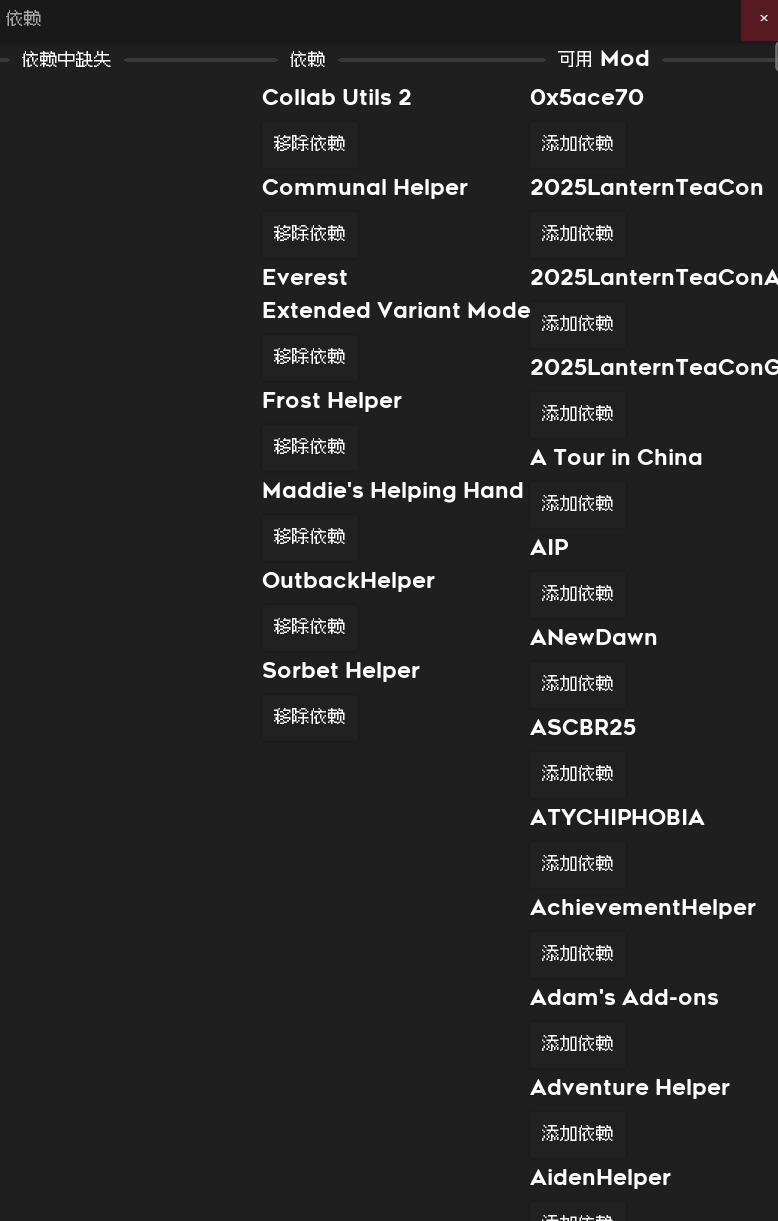 依赖
×
依赖中缺失
依赖
可用 Mod
Collab Utils 2
移除依赖
Communal Helper
移除依赖
Everest
Extended Variant Mode
移除依赖
Frost Helper
移除依赖
Maddie's Helping Hand
移除依赖
OutbackHelper
移除依赖
Sorbet Helper
移除依赖
0x5ace70
添加依赖
2025LanternTeaCon
添加依赖
2025LanternTeaConA
添加依赖
2025LanternTeaConG
添加依赖
A Tour in China
添加依赖
AIP
添加依赖
ANewDawn
添加依赖
ASCBR25
添加依赖
ATYCHIPHOBIA
添加依赖
AchievementHelper
添加依赖
Adam's Add-ons
添加依赖
Adventure Helper
添加依赖
AidenHelper
添加依赖